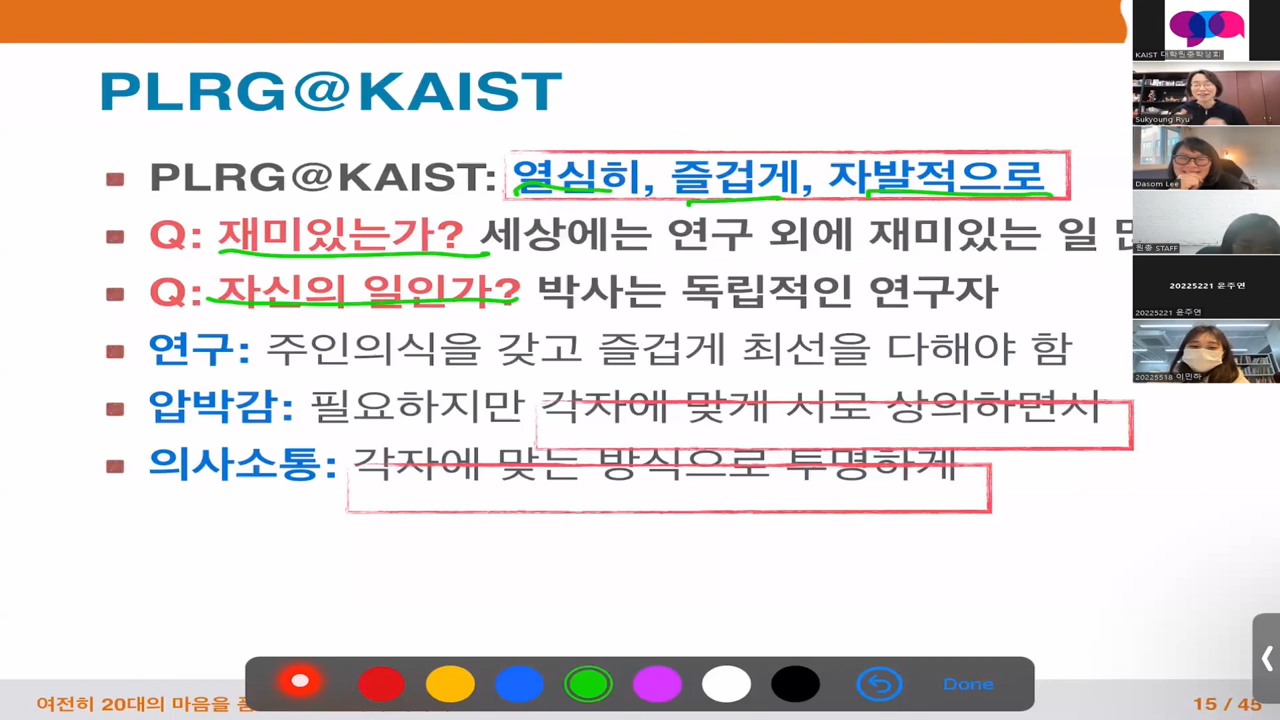 PLRG@KAIST
PLRG@KAIST: 열심히, 즐겁게, 자발적으로
Q: 재미있는가? 세상에는 연구 외에 재미있는 일
Q: 자신의 일인가? 박사는 독립적인 연구자
연구: 주인의식을 갖고 즐겁게 최선을 다해야 함
압박감: 필요하지만 각자에 맞게 서로 상의하면서
의사소통: 각자에 맞는 방식으로 투명하게
여전히 20대의 마음을
15 / 45
Done
KAIST 대학원총학생회
Sukyoung Ryu
Dasom Lee
원총 STAFF
20225221 윤주연
20225221 윤주연
20225518 이민하